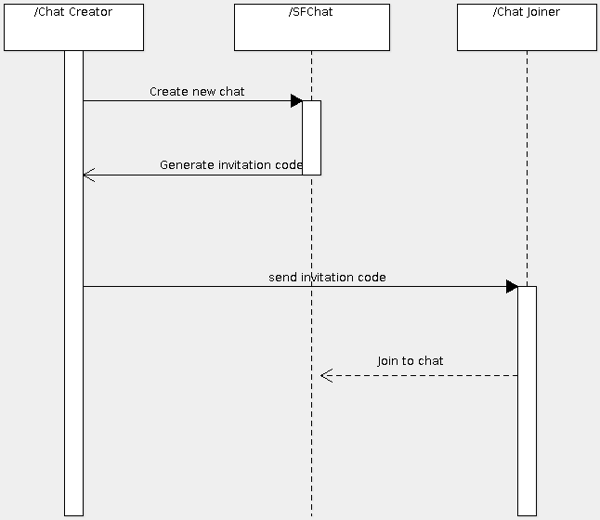 /Chat Creator
/SFChat
/Chat Joiner
Create new chat
Generate invitation code
send invitation code
Join to chat